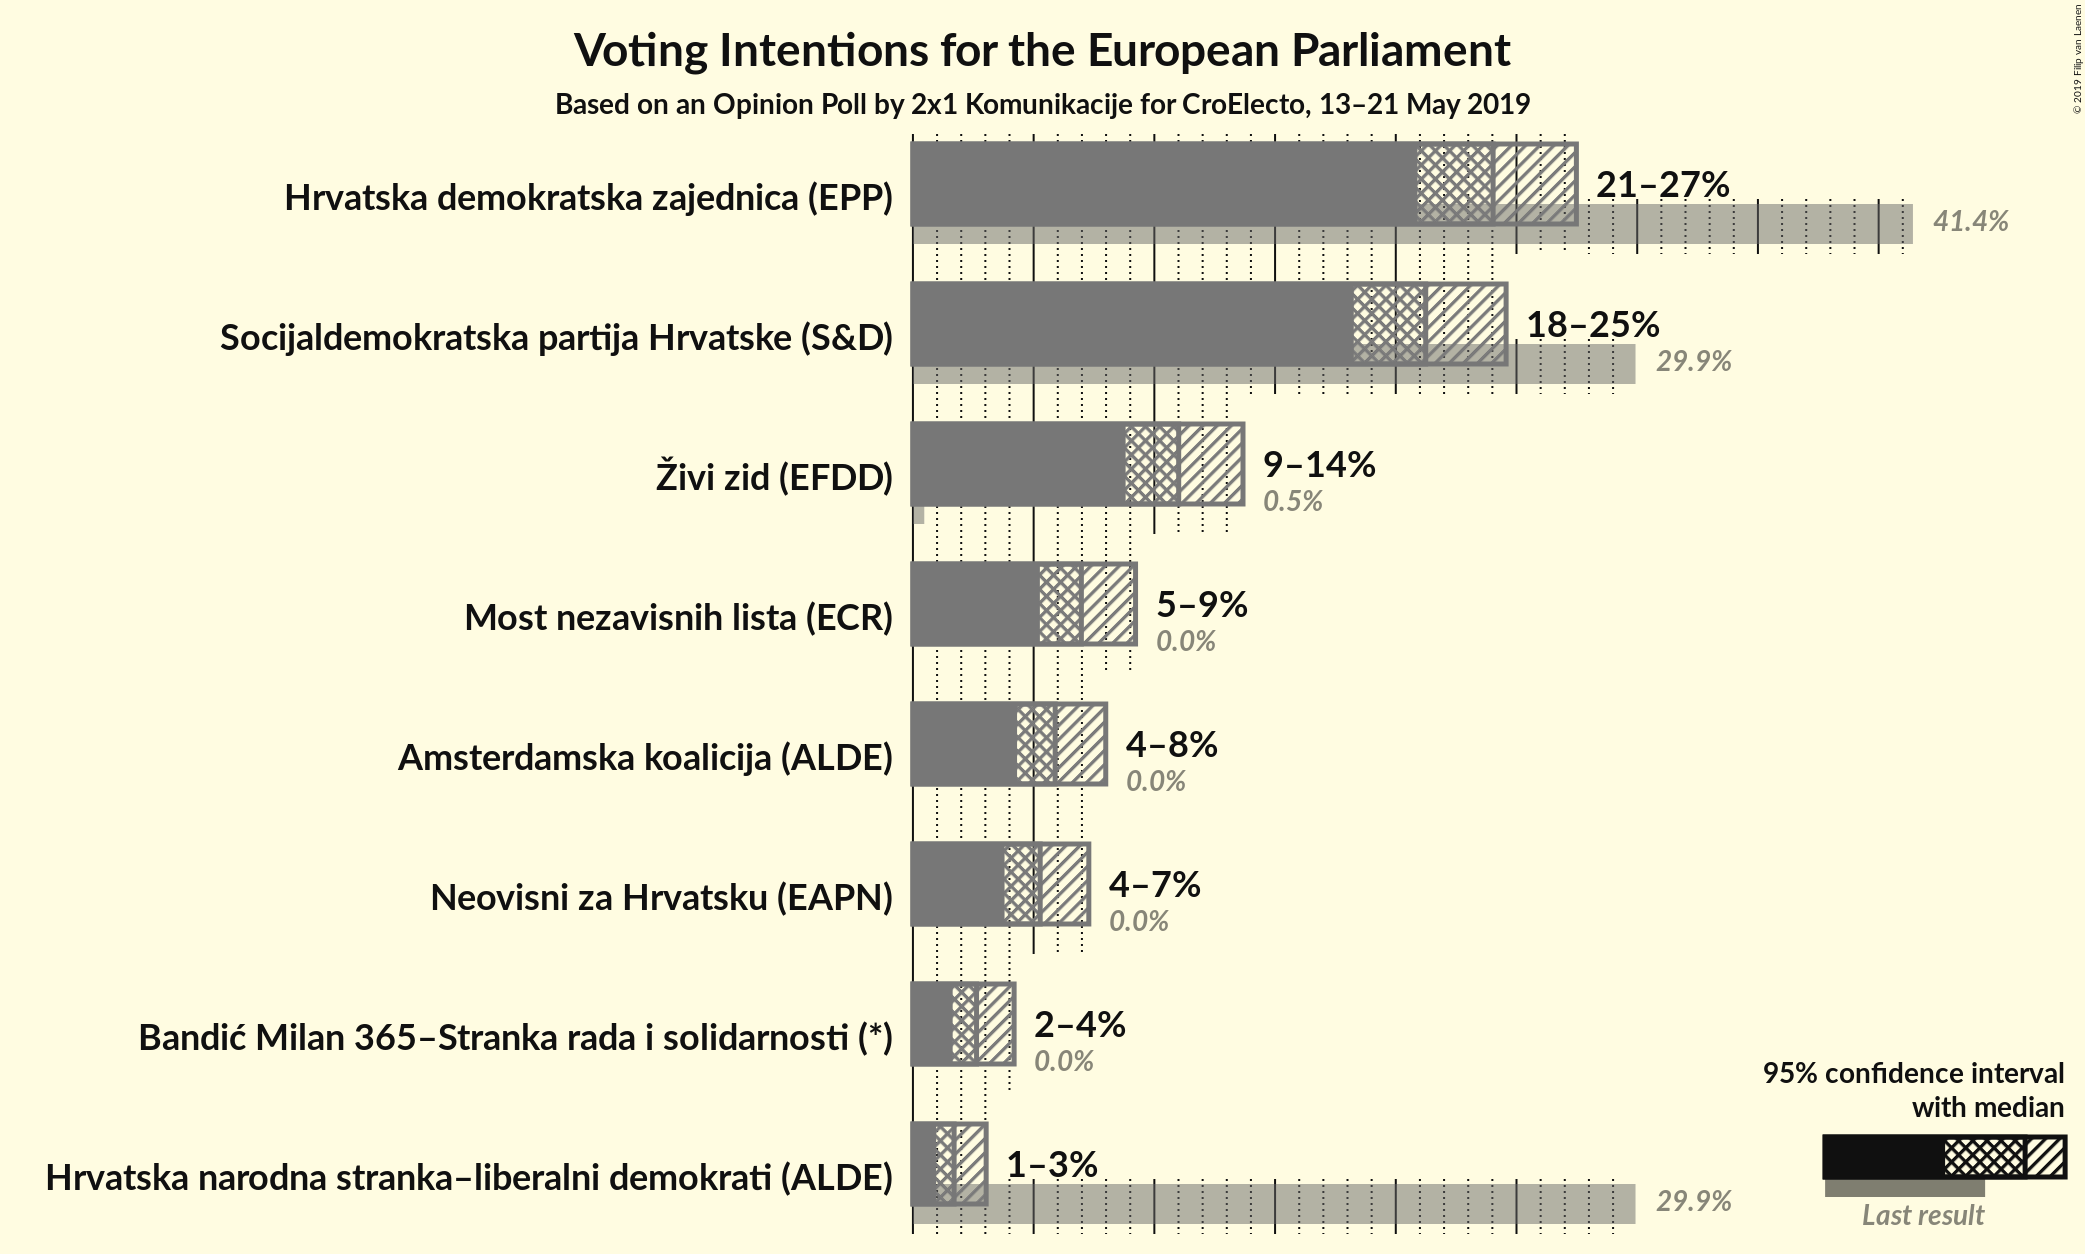 Voting Intentions for the European Parliament
Based on an Opinion Poll by 2x1 Komunikacije for CroElecto, 13–21 May 2019
© 2019 Filip van Laenen
Hrvatska demokratska zajednica (EPP)
21–27%
41.4%
Socijaldemokratska partija Hrvatske (S&D)
18–25%
29.9%
Živi zid (EFDD)
9–14%
0.5%
Most nezavisnih lista (ECR)
5–9%
0.0%
Amsterdamska koalicija (ALDE)
4–8%
0.0%
Neovisni za Hrvatsku (EAPN)
4–7%
0.0%
Bandić Milan 365–Stranka rada i solidarnosti (*)
2–4%
0.0%
Hrvatska narodna stranka–liberalni demokrati (ALDE)
1–3%
29.9%
95% confidence interval
with median
Last result